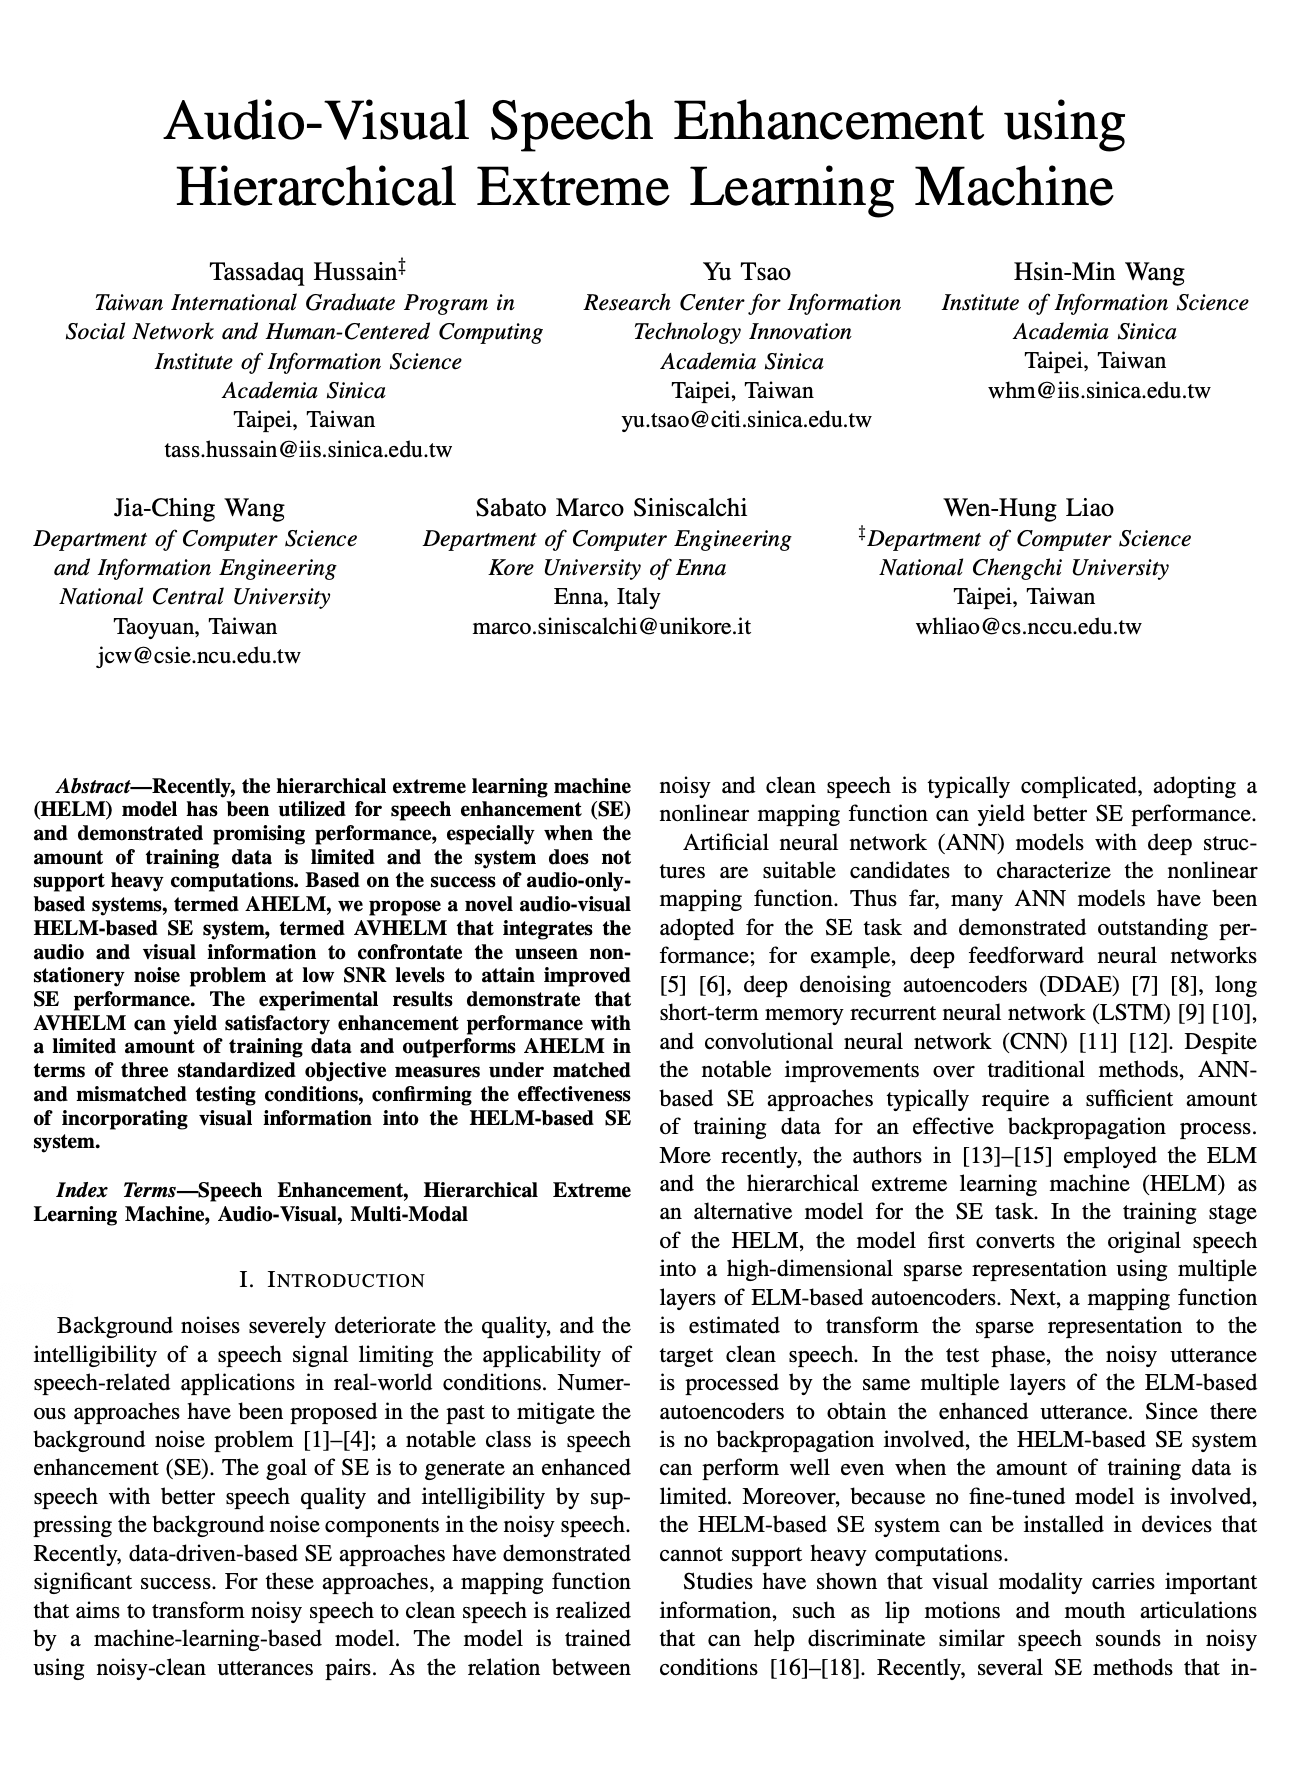 Audio-Visual Speech Enhancement using
Hierarchical Extreme Learning Machine
Tassadaq Hussain‡
Taiwan International Graduate Program in
Social Network and Human-Centered Computing
Institute of Information Science
Academia Sinica
Taipei, Taiwan
tass.hussain@iis.sinica.edu.tw
Yu Tsao
Research Center for Information
Technology Innovation
Academia Sinica
Taipei, Taiwan
yu.tsao@citi.sinica.edu.tw
Hsin-Min Wang
Institute of Information Science
Academia Sinica
Taipei, Taiwan
whm@iis.sinica.edu.tw
Jia-Ching Wang
Department of Computer Science
and Information Engineering
National Central University
Taoyuan, Taiwan
jcw@csie.ncu.edu.tw
Sabato Marco Siniscalchi
Department of Computer Engineering
Kore University of Enna
Enna, Italy
marco.siniscalchi@unikore.it
Wen-Hung Liao
‡Department of Computer Science
National Chengchi University
Taipei, Taiwan
whliao@cs.nccu.edu.tw
Abstract—Recently, the hierarchical extreme learning machine
(HELM) model has been utilized for speech enhancement (SE)
and demonstrated promising performance, especially when the
amount of training data is limited and the system does not
support heavy computations. Based on the success of audio-only-
based systems, termed AHELM, we propose a novel audio-visual
HELM-based SE system, termed AVHELM that integrates the
audio and visual information to confrontate the unseen non-
stationery noise problem at low SNR levels to attain improved
SE performance. The experimental results demonstrate that
AVHELM can yield satisfactory enhancement performance with
a limited amount of training data and outperforms AHELM in
terms of three standardized objective measures under matched
and mismatched testing conditions, confirming the effectiveness
of incorporating visual information into the HELM-based SE
system.
Index Terms—Speech Enhancement, Hierarchical Extreme
Learning Machine, Audio-Visual, Multi-Modal
I. INTRODUCTION
Background noises severely deteriorate the quality, and the
intelligibility of a speech signal limiting the applicability of
speech-related applications in real-world conditions. Numer-
ous approaches have been proposed in the past to mitigate the
background noise problem [1]–[4]; a notable class is speech
enhancement (SE). The goal of SE is to generate an enhanced
speech with better speech quality and intelligibility by sup-
pressing the background noise components in the noisy speech.
Recently, data-driven-based SE approaches have demonstrated
significant success. For these approaches, a mapping function
that aims to transform noisy speech to clean speech is realized
by a machine-learning-based model. The model is trained
using noisy-clean utterances pairs. As the relation between
noisy and clean speech is typically complicated, adopting a
nonlinear mapping function can yield better SE performance.
Artificial neural network (ANN) models with deep struc-
tures are suitable candidates to characterize the nonlinear
mapping function. Thus far, many ANN models have been
adopted for the SE task and demonstrated outstanding per-
formance; for example, deep feedforward neural networks
[5] [6], deep denoising autoencoders (DDAE) [7] [8], long
short-term memory recurrent neural network (LSTM) [9] [10],
and convolutional neural network (CNN) [11] [12]. Despite
the notable improvements over traditional methods, ANN-
based SE approaches typically require a sufficient amount
of training data for an effective backpropagation process.
More recently, the authors in [13]–[15] employed the ELM
and the hierarchical extreme learning machine (HELM) as
an alternative model for the SE task. In the training stage
of the HELM, the model first converts the original speech
into a high-dimensional sparse representation using multiple
layers of ELM-based autoencoders. Next, a mapping function
is estimated to transform the sparse representation to the
target clean speech. In the test phase, the noisy utterance
is processed by the same multiple layers of the ELM-based
autoencoders to obtain the enhanced utterance. Since there
is no backpropagation involved, the HELM-based SE system
can perform well even when the amount of training data is
limited. Moreover, because no fine-tuned model is involved,
the HELM-based SE system can be installed in devices that
cannot support heavy computations.
Studies have shown that visual modality carries important
information, such as lip motions and mouth articulations
that can help discriminate similar speech sounds in noisy
conditions [16]–[18]. Recently, several SE methods that in-